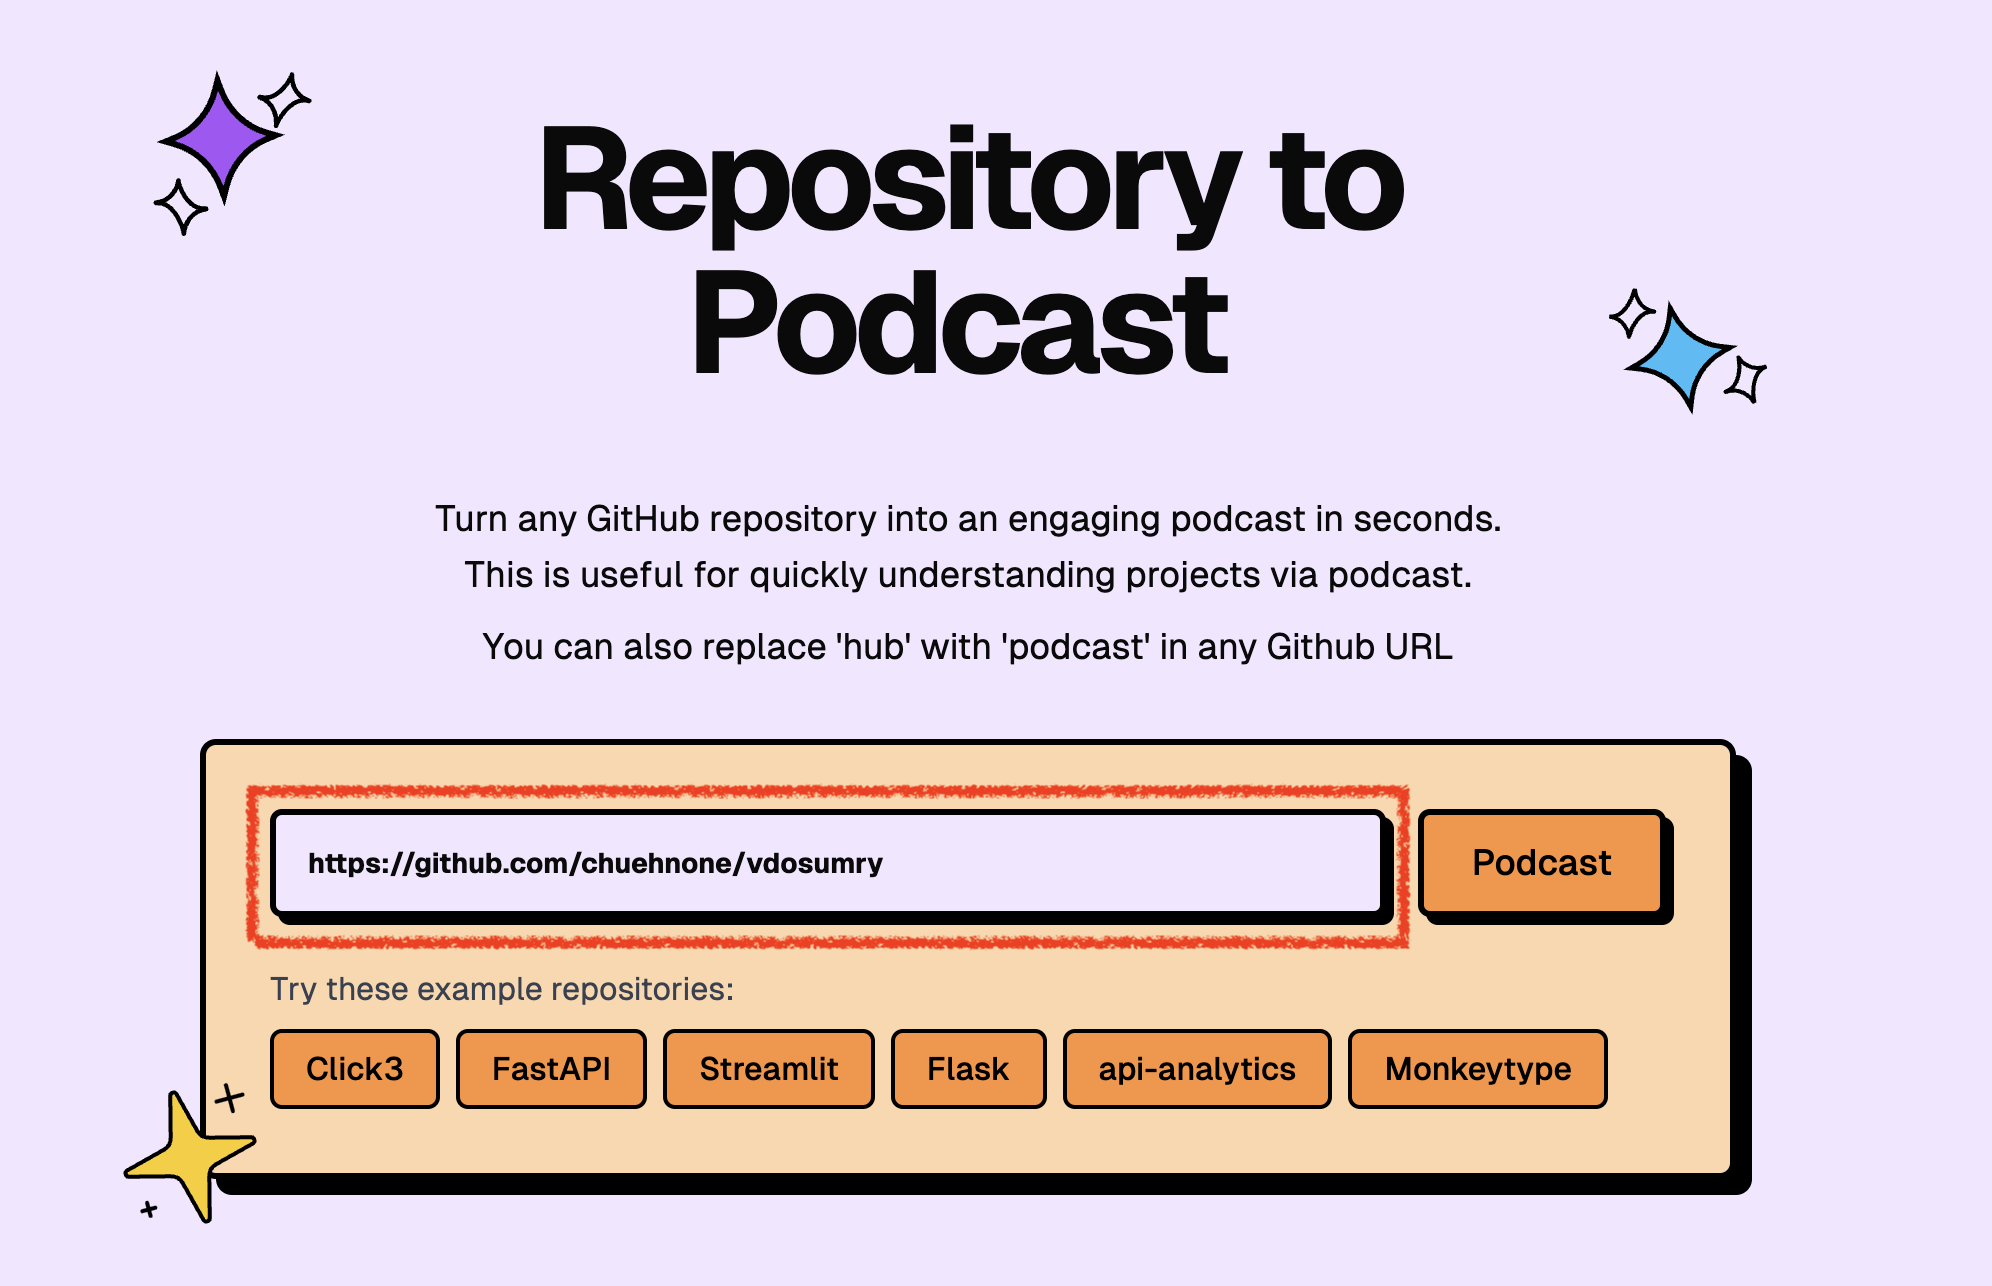 Repository to
Podcast
Turn any GitHub repository into an engaging podcast in seconds.
This is useful for quickly understanding projects via podcast.
You can also replace 'hub' with 'podcast' in any Github URL
https://github.com/chuehnone/vdosumry
Podcast
Try these example repositories:
Click3 FastAPI Streamlit Flask api-analytics Monkeytype